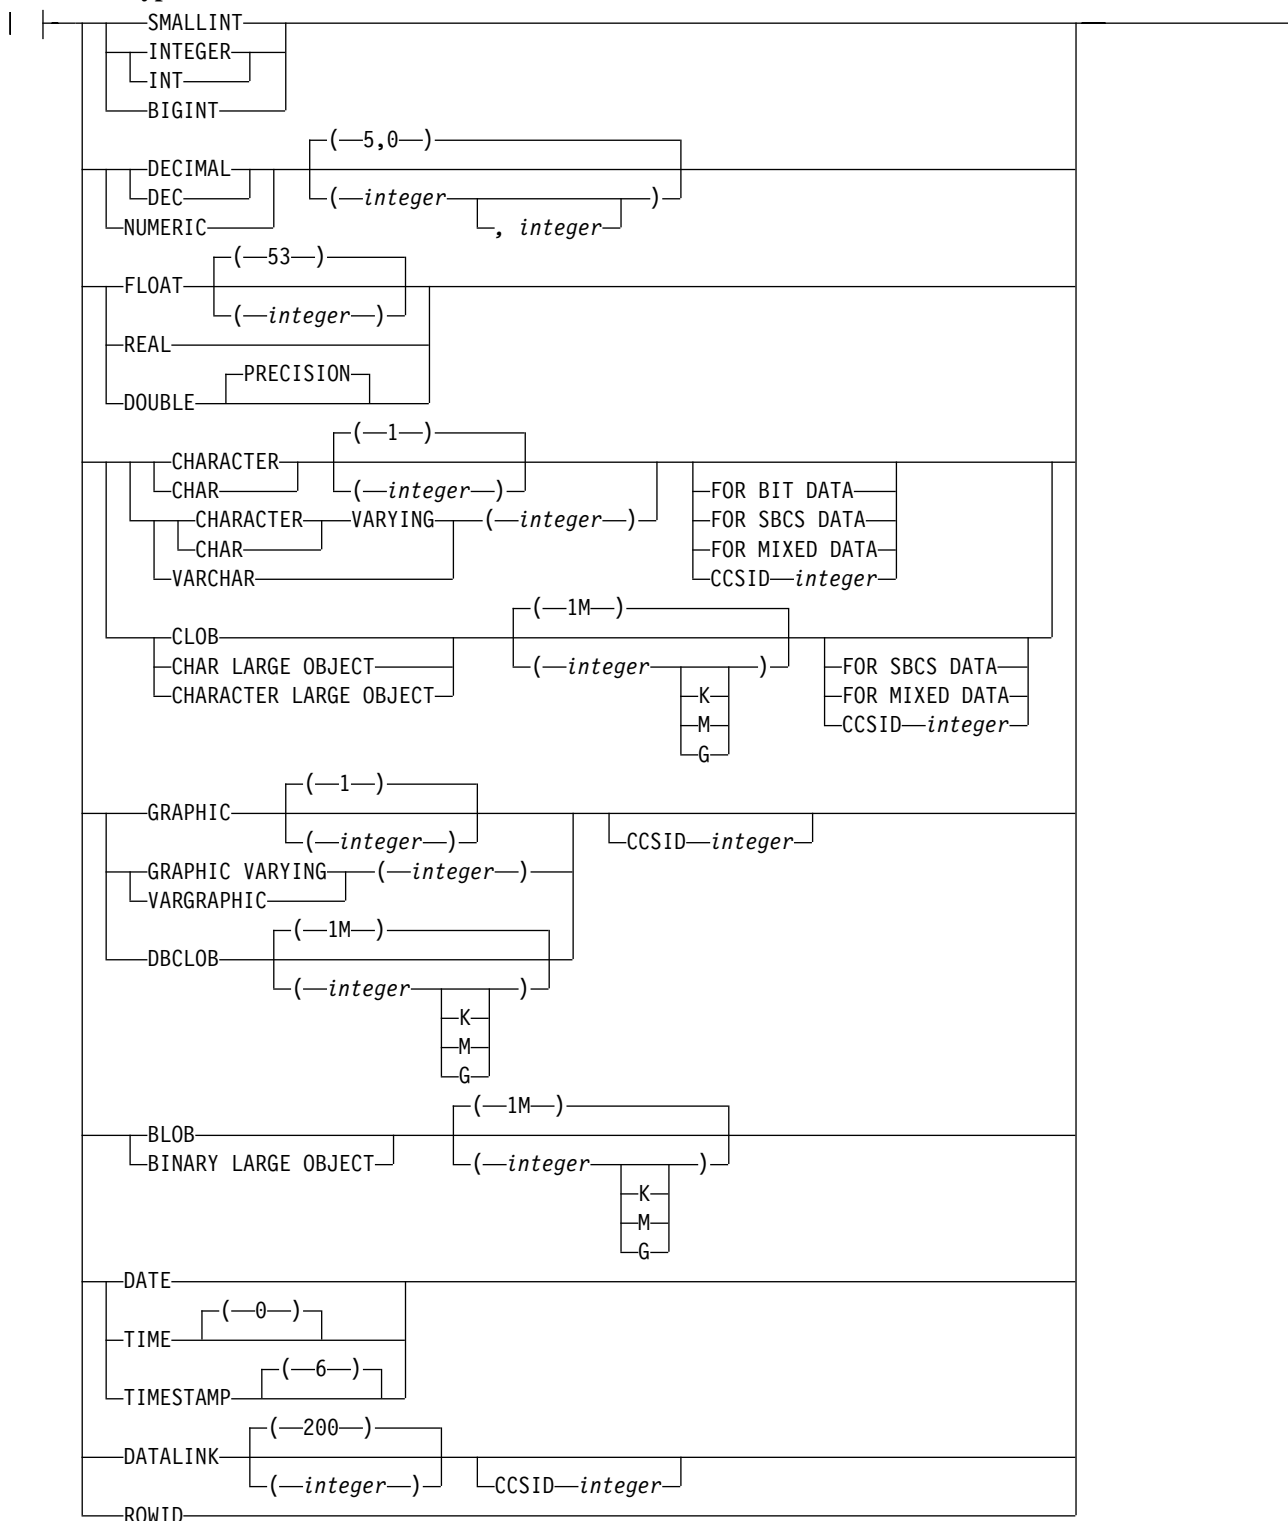 SMALLINT
INTEGER
INT
BIGINT
( 5,0 )
DECIMAL
DEC
( integer )
NUMERIC
, integer
( 53 )
FLOAT
( integer )
REAL
PRECISION
DOUBLE
( 1 )
CHARACTER
CHAR
( integer )
FOR BIT DATA
CHARACTER VARYING ( integer )
FOR SBCS DATA
CHAR
FOR MIXED DATA
VARCHAR
CCSID integer
( 1M )
CLOB
CHAR LARGE OBJECT
( integer )
FOR SBCS DATA
CHARACTER LARGE OBJECT
K
FOR MIXED DATA
M
CCSID integer
G
( 1 )
GRAPHIC
( integer )
CCSID integer
GRAPHIC VARYING ( integer )
VARGRAPHIC
( 1M )
DBCLOB
( integer )
K
M
G
( 1M )
BLOB
BINARY LARGE OBJECT
( integer )
K
M
G
DATE
( 0 )
TIME
( 6 )
TIMESTAMP
( 200 )
DATALINK
( integer )
CCSID integer
ROWID